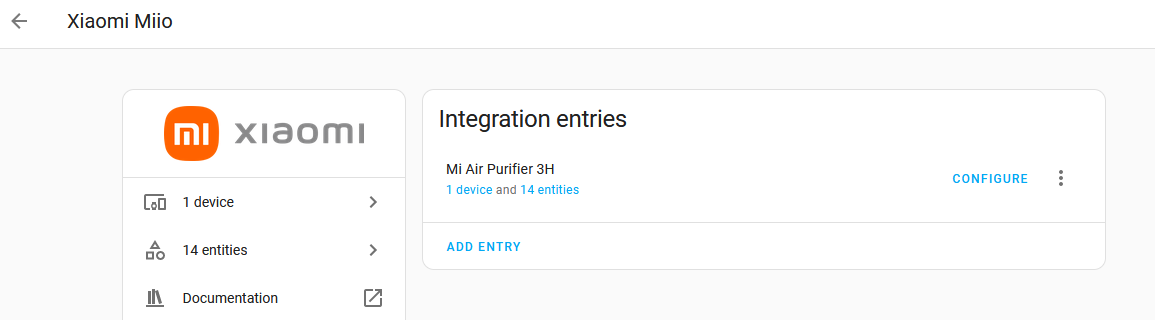 Xiaomi Miio
mi xiaomi
1 device
14 entities
Documentation
Integration entries
Mi Air Purifier 3H
1 device and 14 entities
CONFIGURE
ADD ENTRY